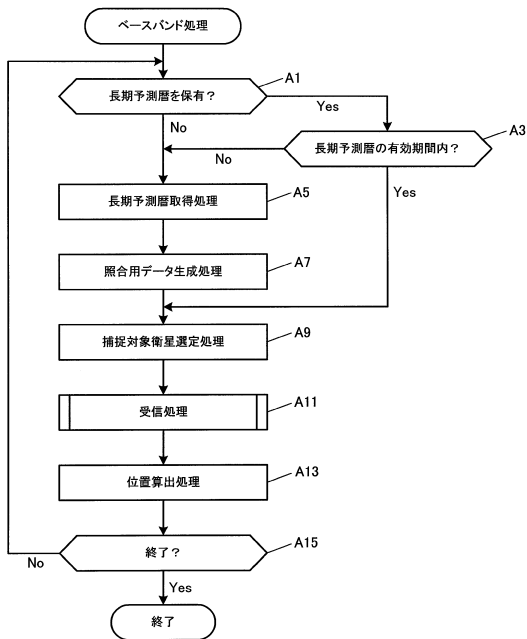 ベースバンド処理
A1
長期予測暦を保有?
Yes
A3
No
長期予測暦の有効期間内?
No
Yes
A5
長期予測暦取得処理
A7
照合用データ生成処理
A9
捕捉対象衛星選定処理
A11
受信処理
A13
位置算出処理
A15
終了?
No
Yes
終了